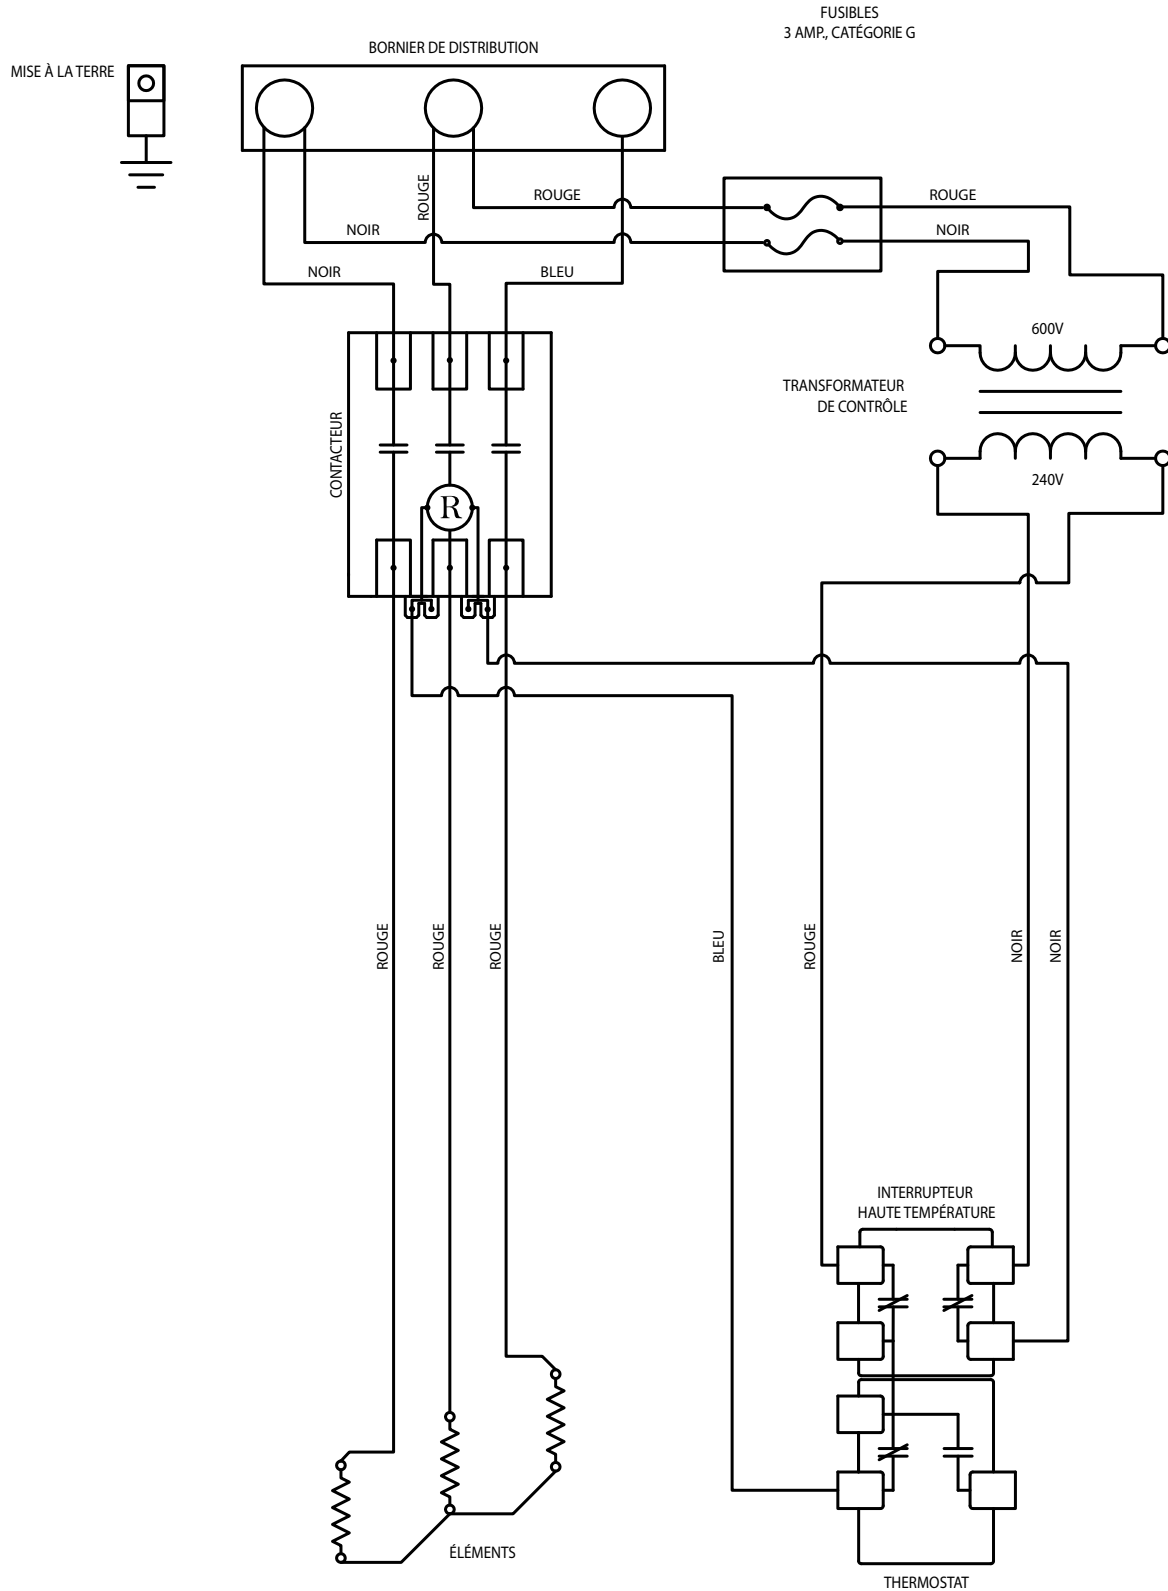 FUSIBLES
3 AMP., CATÉGORIE G
BORNIER DE DISTRIBUTION
MISE À LA TERRE
ROUGE
ROUGE
ROUGE
NOIR
NOIR
NOIR
BLEU
600V
TRANSFORMATEUR
DE CONTRÔLE
CONTACTEUR
R
240V
ROUGE
ROUGE
ROUGE
BLEU
ROUGE
NOIR
NOIR
INTERRUPTEUR
HAUTE TEMPÉRATURE
ÉLÉMENTS
THERMOSTAT